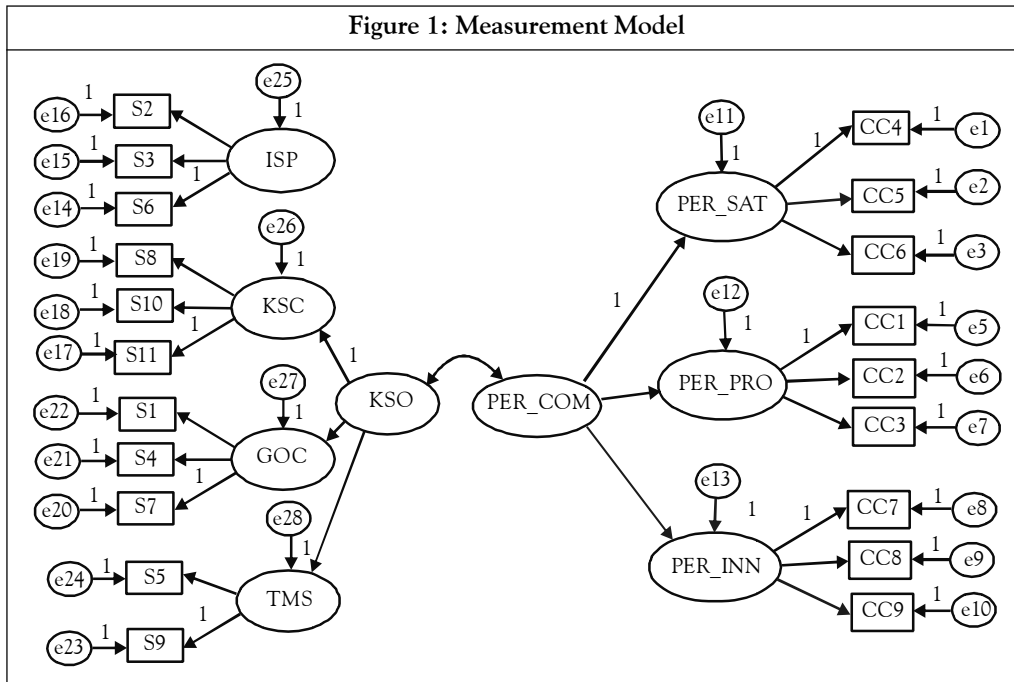 Figure 1: Measurement Model
e25
1
e16
1
S2
e15
1
S3
ISP
e14
1
S6
1
e26
1
e19
1
S8
e18
1
S10
KSC
e17
1
S11
1
1
e27
1
e22
1
S1
e21
1
S4
GOC
e20
1
S7
1
KSO
e28
1
e24
1
S5
TMS
e23
1
S9
1
PER_COM
1
e11
1
PER_SAT
1
CC4
1
e1
CC5
1
e2
CC6
1
e3
e12
1
PER_PRO
1
CC1
1
e5
CC2
1
e6
CC3
1
e7
e13
1
PER_INN
1
CC7
1
e8
CC8
1
e9
CC9
1
e10